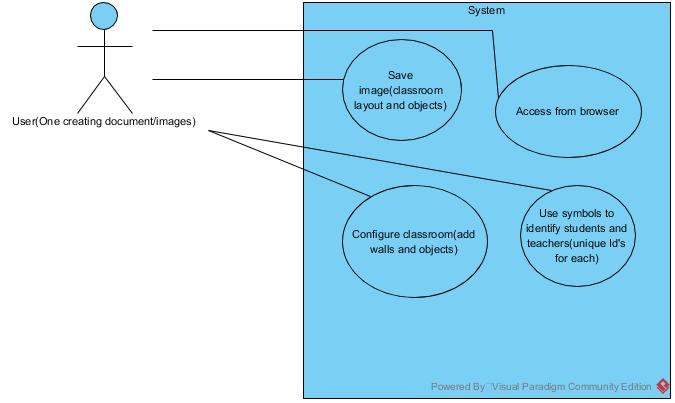 System
Save
image(classroom
layout and objects)
Access from browser
User(One creating document/images)
Configure classroom(add
walls and objects)
Use symbols to
identify students and
teachers(unique Id's
for each)
Powered By Visual Paradigm Community Edition